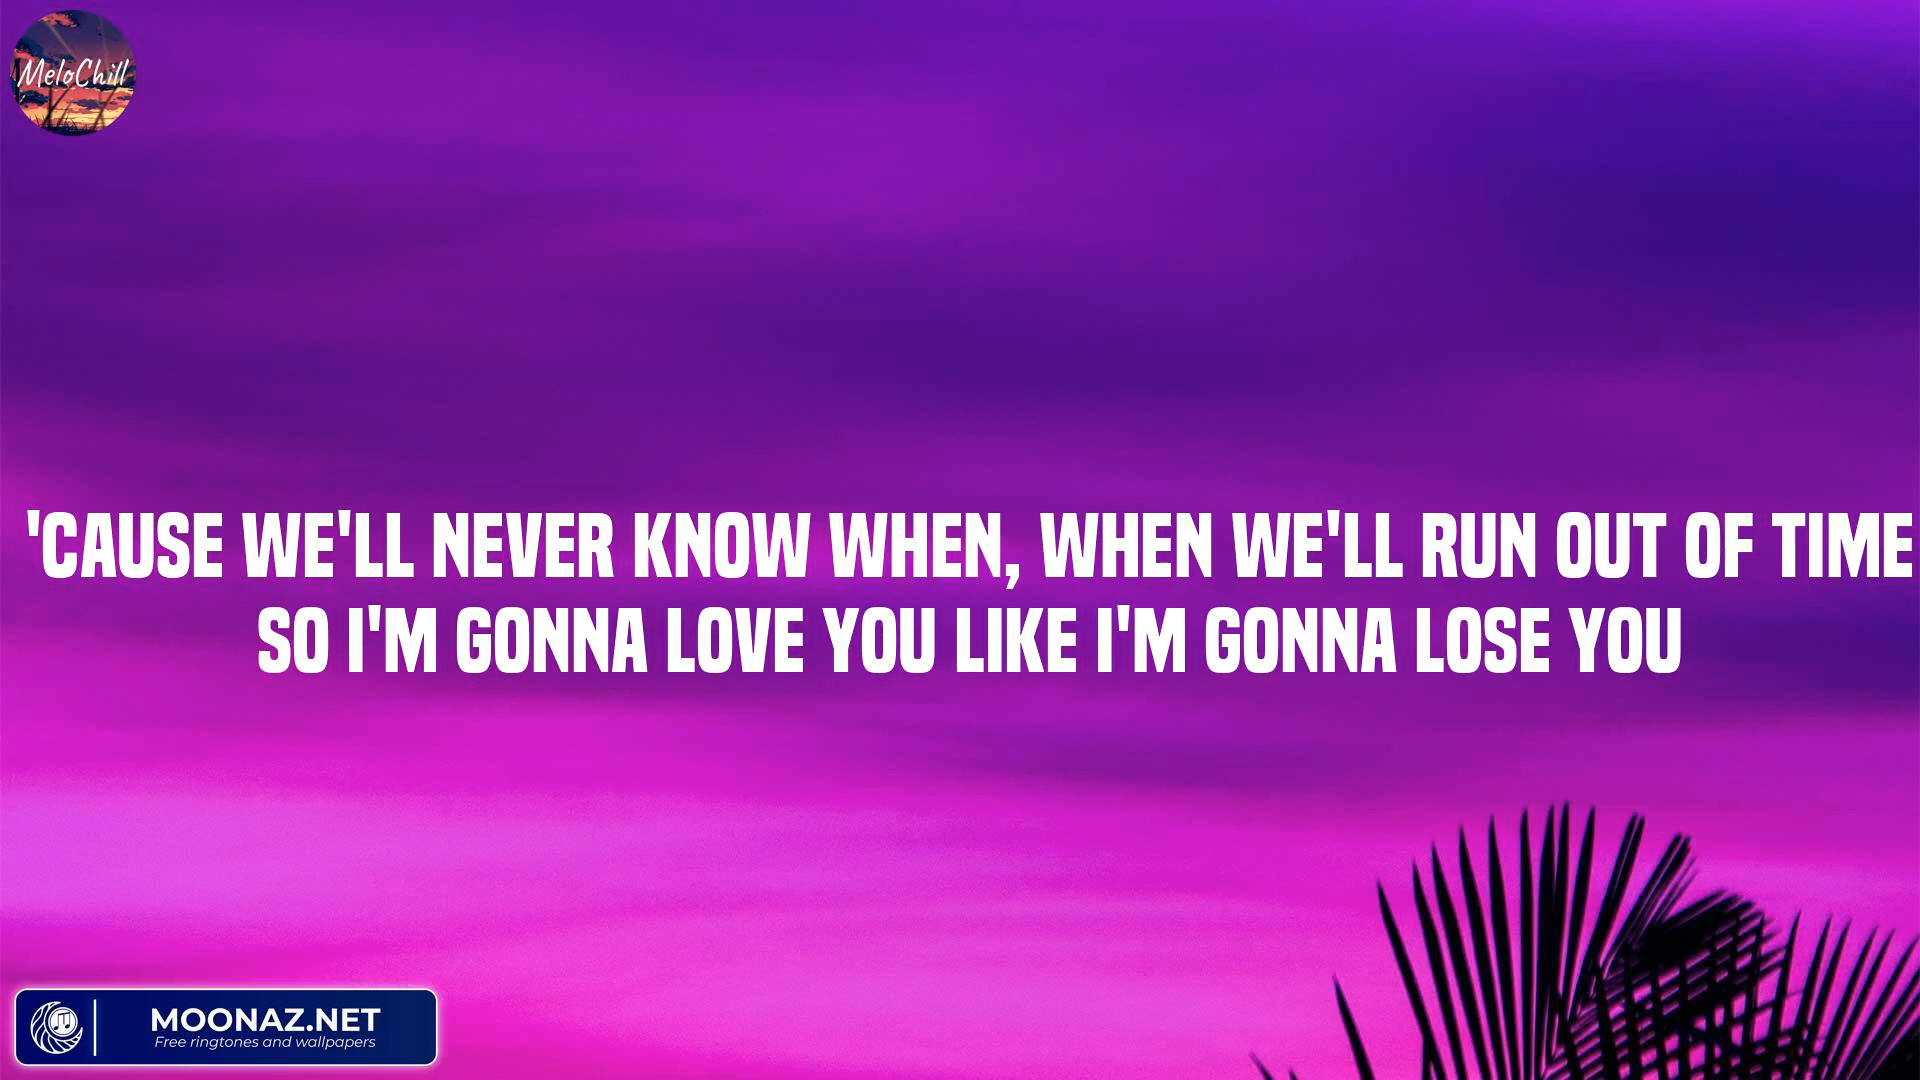 MeloChill
'CAUSE WE'LL NEVER KNOW WHEN, WHEN WE'LL RUN OUT OF TIME
SO I'M GONNA LOVE YOU LIKE I'M GONNA LOSE YOU
MOONAZ.NET
Free ringtones and wallpapers